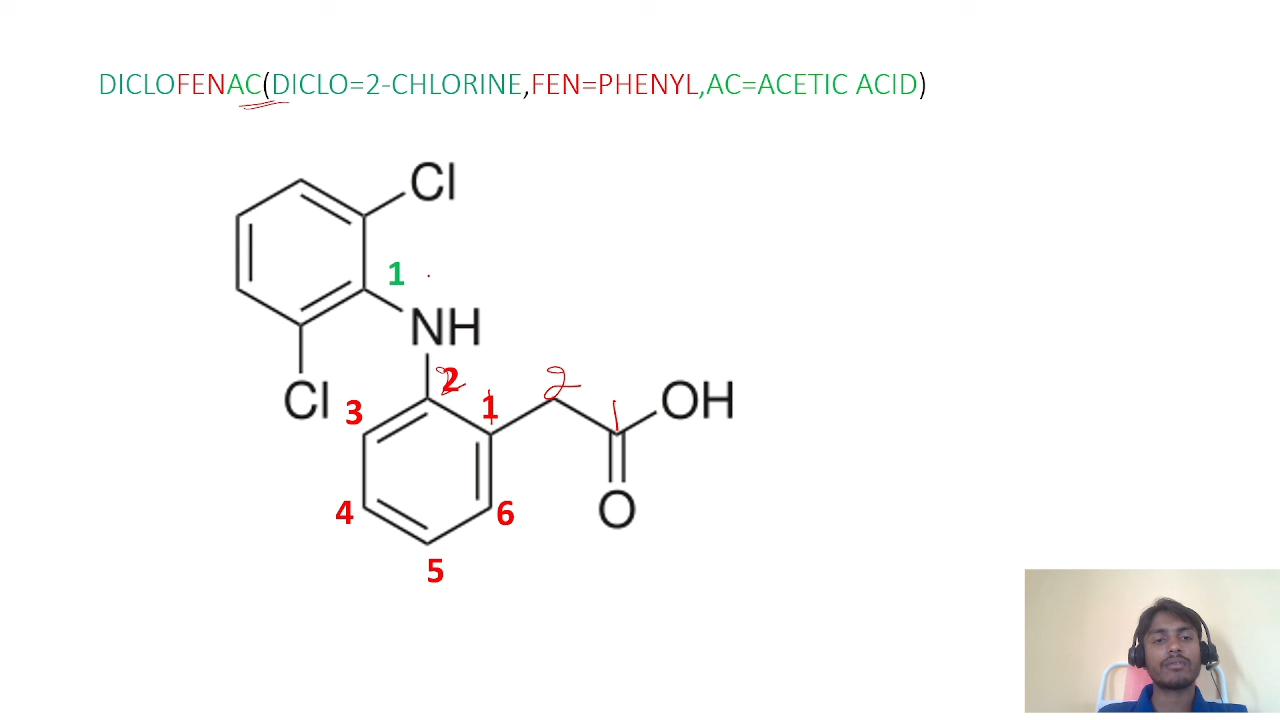 DICLOFENAC(DICLO=2-CHLORINE,FEN=PHENYL,AC=ACETIC ACID)
Cl
1
NH
2 2
Cl 3 1 2 1 OH
4 6 O
5